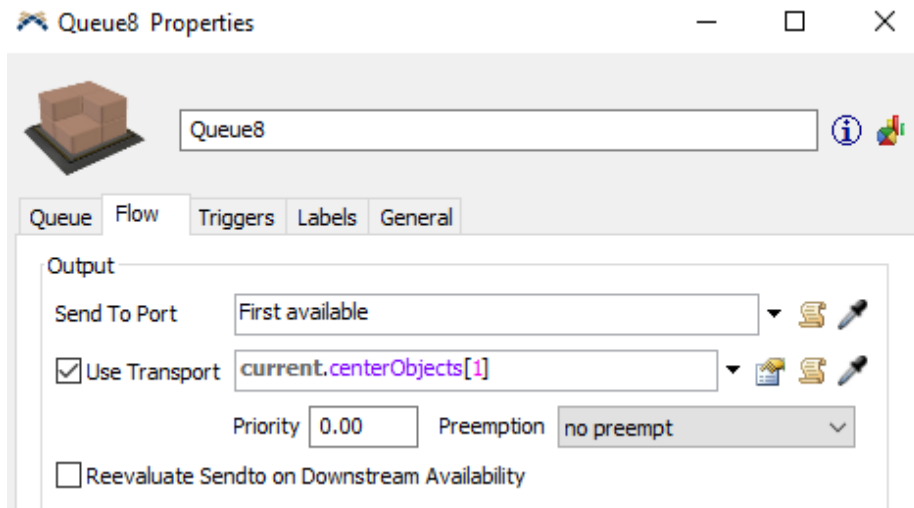 Queue8 Properties
Queue8
Queue Flow Triggers Labels General
Output
Send To Port First available
Use Transport current.centerObjects[1]
Priority 0.00 Preemption no preempt
Reevaluate Sendto on Downstream Availability